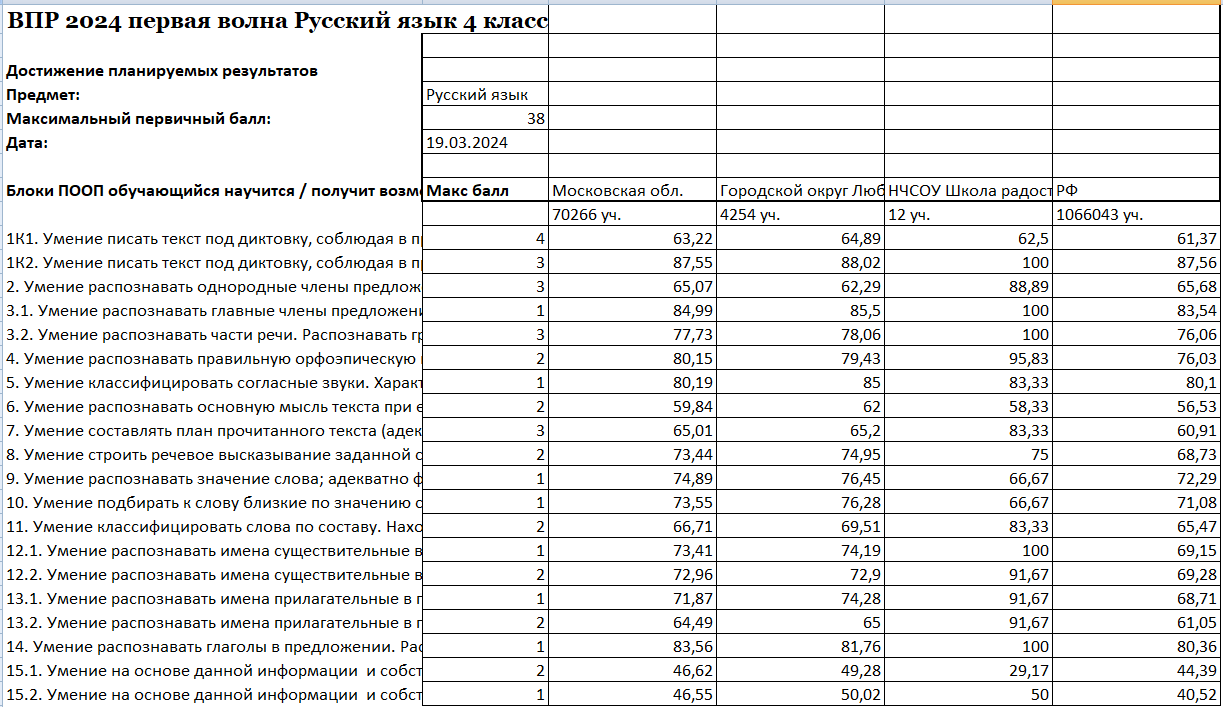 ВПР 2024 первая волна Русский язык 4 класс
Достижение планируемых результатов
Предмет: Русский язык
Максимальный первичный балл: 38
Дата: 19.03.2024
Блоки ПООП обучающийся научится / получит возм Макс балл Московская обл. Городской округ Люб НЧСОУ Школа радост РФ
70266 уч. 4254 уч. 12 уч. 1066043 уч.
1К1. Умение писать текст под диктовку, соблюдая в п 4 63,22 64,89 62,5 61,37
1К2. Умение писать текст под диктовку, соблюдая в п 3 87,55 88,02 100 87,56
2. Умение распознавать однородные члены предлож 3 65,07 62,29 88,89 65,68
3.1. Умение распознавать главные члены предложен 1 84,99 85,5 100 83,54
3.2. Умение распознавать части речи. Распознавать г 3 77,73 78,06 100 76,06
4. Умение распознавать правильную орфоэпическую 2 80,15 79,43 95,83 76,03
5. Умение классифицировать согласные звуки. Характ 1 80,19 85 83,33 80,1
6. Умение распознавать основную мысль текста при 2 59,84 62 58,33 56,53
7. Умение составлять план прочитанного текста (адек 3 65,01 65,2 83,33 60,91
8. Умение строить речевое высказывание заданной с 2 73,44 74,95 75 68,73
9. Умение распознавать значение слова; адекватно ф 1 74,89 76,45 66,67 72,29
10. Умение подбирать к слову близкие по значению с 1 73,55 76,28 66,67 71,08
11. Умение классифицировать слова по составу. Нахо 2 66,71 69,51 83,33 65,47
12.1. Умение распознавать имена существительные в 1 73,41 74,19 100 69,15
12.2. Умение распознавать имена существительные в 2 72,96 72,9 91,67 69,28
13.1. Умение распознавать имена прилагательные в п 1 71,87 74,28 91,67 68,71
13.2. Умение распознавать имена прилагательные в п 2 64,49 65 91,67 61,05
14. Умение распознавать глаголы в предложении. Рас 1 83,56 81,76 100 80,36
15.1. Умение на основе данной информации и собст 2 46,62 49,28 29,17 44,39
15.2. Умение на основе данной информации и собст 1 46,55 50,02 50 40,52